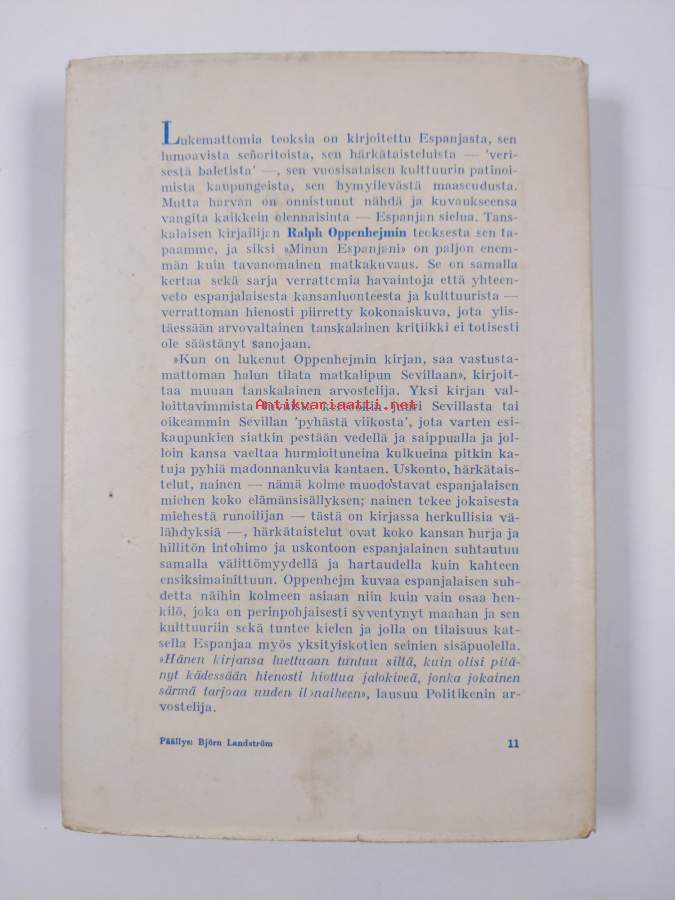 Lukemattomia teoksia on kirjoitettu Espanjasta, sen
lumoavista señoritoista, sen härkätaisteluista — 'veri-
sestä baletista' —, sen vuosisataisen kulttuurin patinoi-
mista kaupungeista, sen hymyilevästä maaseudusta.
Mutta harvan on onnistunut nähdä ja kuvaukseensa
vangita kaikkein olennaisinta — Espanjan sielua. Tans-
kalaisen kirjailijan Ralph Oppenhejmin teoksesta sen ta-
paamme, ja siksi »Minun Espanjani» on paljon enem-
män kuin tavanomainen matkakuvaus. Se on samalla
kertaa sekä sarja verrattomia havaintoja että yhteen-
veto espanjalaisesta kansanluonteesta ja kulttuurista —
verrattoman hienosti piirretty kokonaiskuva, jota ylis-
täessään arvovaltainen tanskalainen kritiikki ei totisesti
ole säästänyt sanojaan.
»Kun on lukenut Oppenhejmin kirjan, saa vastusta-
mattoman halun tilata matkalipun Sevillaan», kirjoit-
taa muuan tanskalainen arvostelija. Yksi kirjan val-
loittavimmista luvuista kertookin juuri Sevillasta tai
Antikvariaatti.net
oikeammin Sevillan 'pyhästä viikosta', jota varten esi-
kaupunkien siatkin pestään vedellä ja saippualla ja jol-
loin kansa vaeltaa hurmioituneina kulkueina pitkin ka-
tuja pyhiä madonnankuvia kantaen. Uskonto, härkätais-
telut, nainen — nämä kolme muodostavat espanjalaisen
miehen koko elämänsisällyksen; nainen tekee jokaisesta
miehestä runoilijan — tästä on kirjassa herkullisia vä-
lähdyksiä —, härkätaistelut ovat koko kansan hurja ja
hillitön intohimo ja uskontoon espanjalainen suhtautuu
samalla välittömyydellä ja hartaudella kuin kahteen
ensiksimainittuun. Oppenhejm kuvaa espanjalaisen suh-
detta näihin kolmeen asiaan niin kuin vain osaa hen-
kilö, joka on perinpohjaisesti syventynyt maahan ja sen
kulttuuriin sekä tuntee kielen ja jolla on tilaisuus kat-
sella Espanjaa myös yksityiskotien seinien sisäpuolella.
»Hänen kirjansa luettuaan tuntuu siltä, kuin olisi pitä-
nyt kädessään hienosti hiottua jalokiveä, jonka jokainen
särmä tarjoaa uuden ilonaiheen», lausuu Politikenin ar-
vostelija.
Päällys: Björn Landström
11